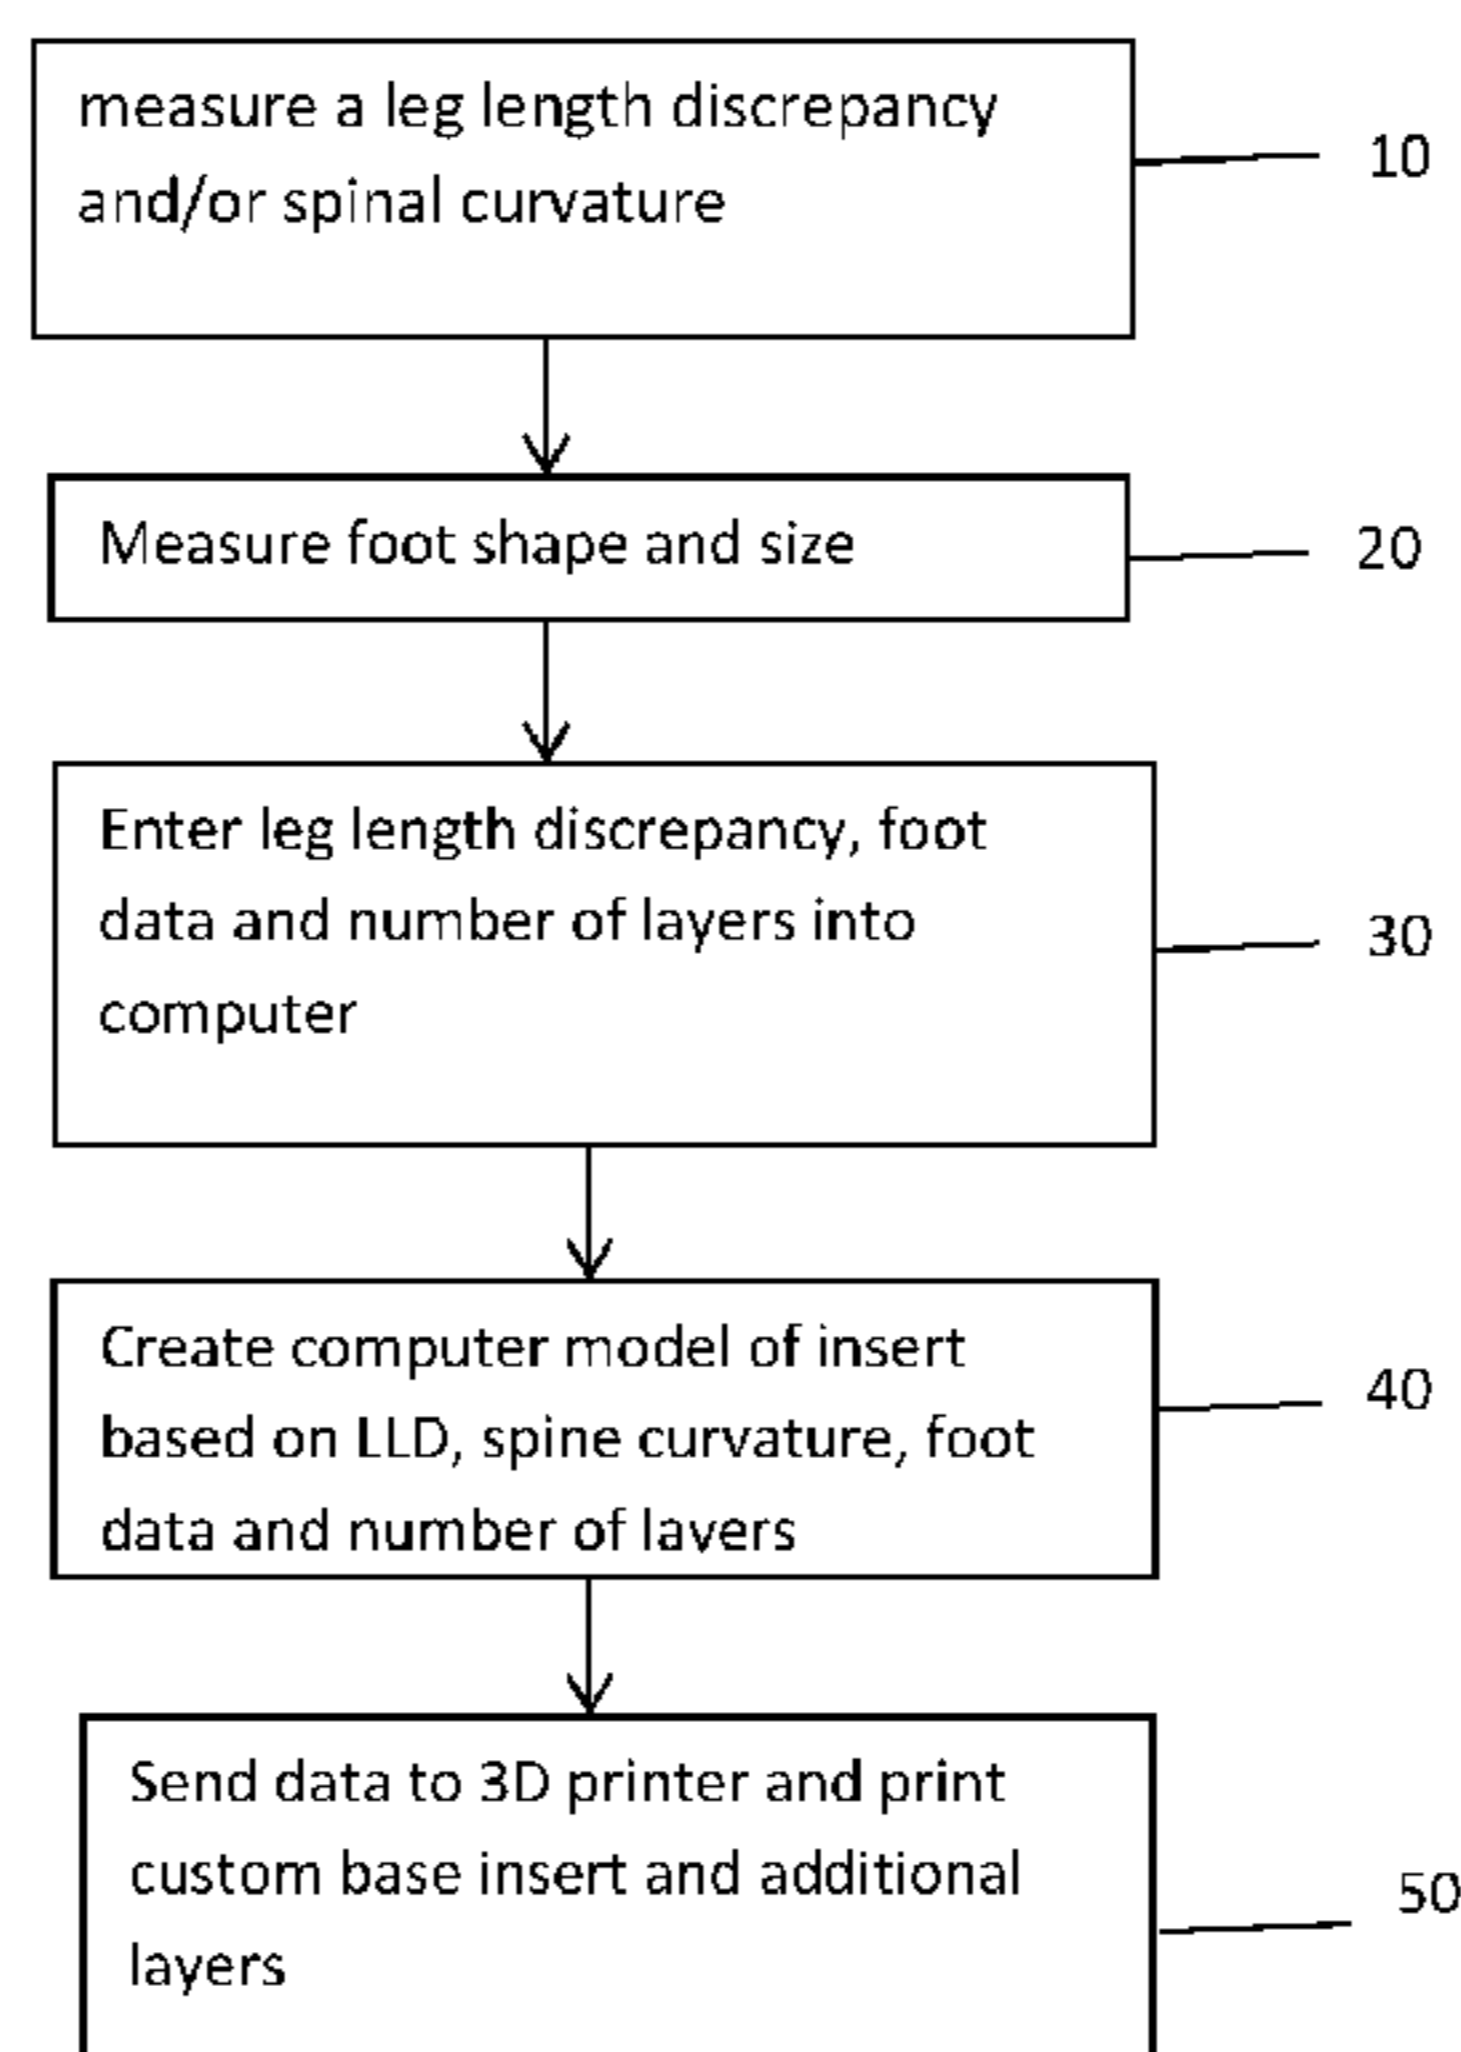 measure a leg length discrepancy
and/or spinal curvature
10
Measure foot shape and size
20
Enter leg length discrepancy, foot
data and number of layers into
computer
30
Create computer model of insert
based on LLD, spine curvature, foot
data and number of lavers
40
Send data to 3D printer and print
custom base insert and additional
layers
50